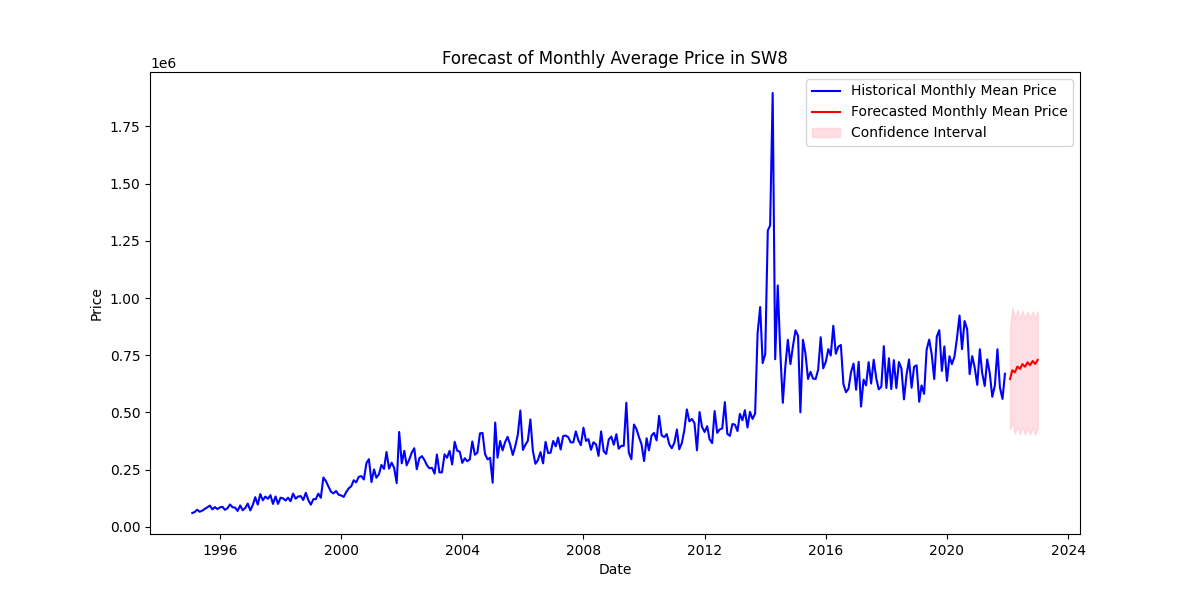 Forecast of Monthly Average Price in SW8
1e6
Historical Monthly Mean Price
Forecasted Monthly Mean Price
Confidence Interval
1.75
1.50
1.25
1.00
0.75
0.50
0.25
0.00
Price
1996 2000 2004 2008 2012 2016 2020 2024
Date